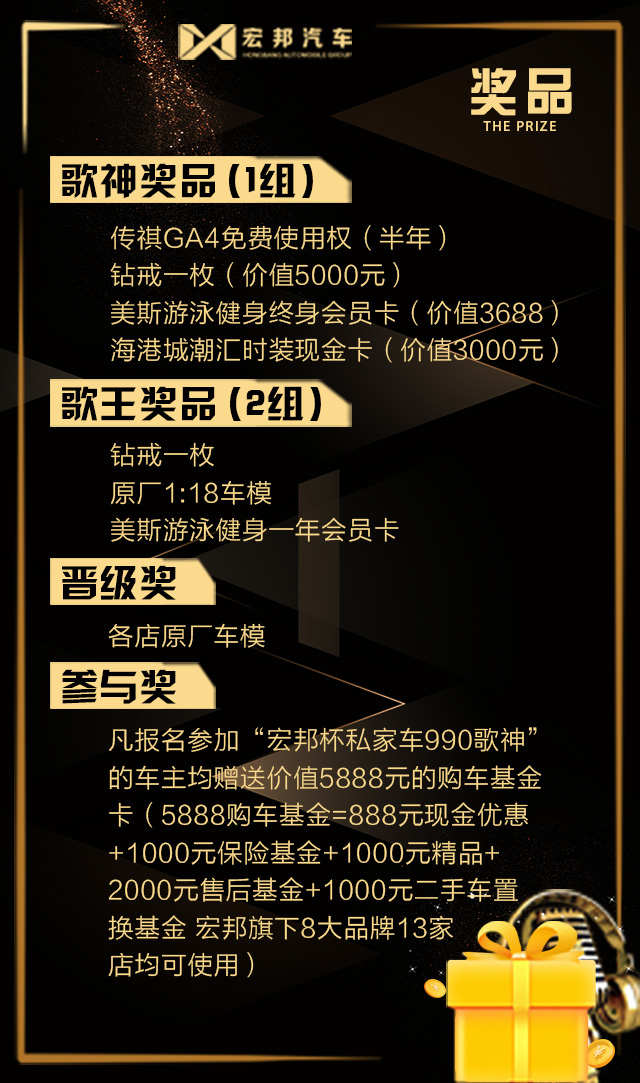 宏邦汽车
HONGBANG AUTOMOBILE GROUP
奖品
THE PRIZE
歌神奖品(1组)
传祺GA4免费使用权（半年）
钻戒一枚（价值5000元）
美斯游泳健身终身会员卡（价值3688）
海港城潮汇时装现金卡（价值3000元）
歌王奖品(2组)
钻戒一枚
原厂1:18车模
美斯游泳健身一年会员卡
晋级奖
各店原厂车模
参与奖
凡报名参加“宏邦杯私家车990歌神”
的车主均赠送价值5888元的购车基金
卡（5888购车基金=888元现金优惠
+1000元保险基金+1000元精品+
2000元售后基金+1000元二手车置
换基金 宏邦旗下8大品牌13家
店均可使用）